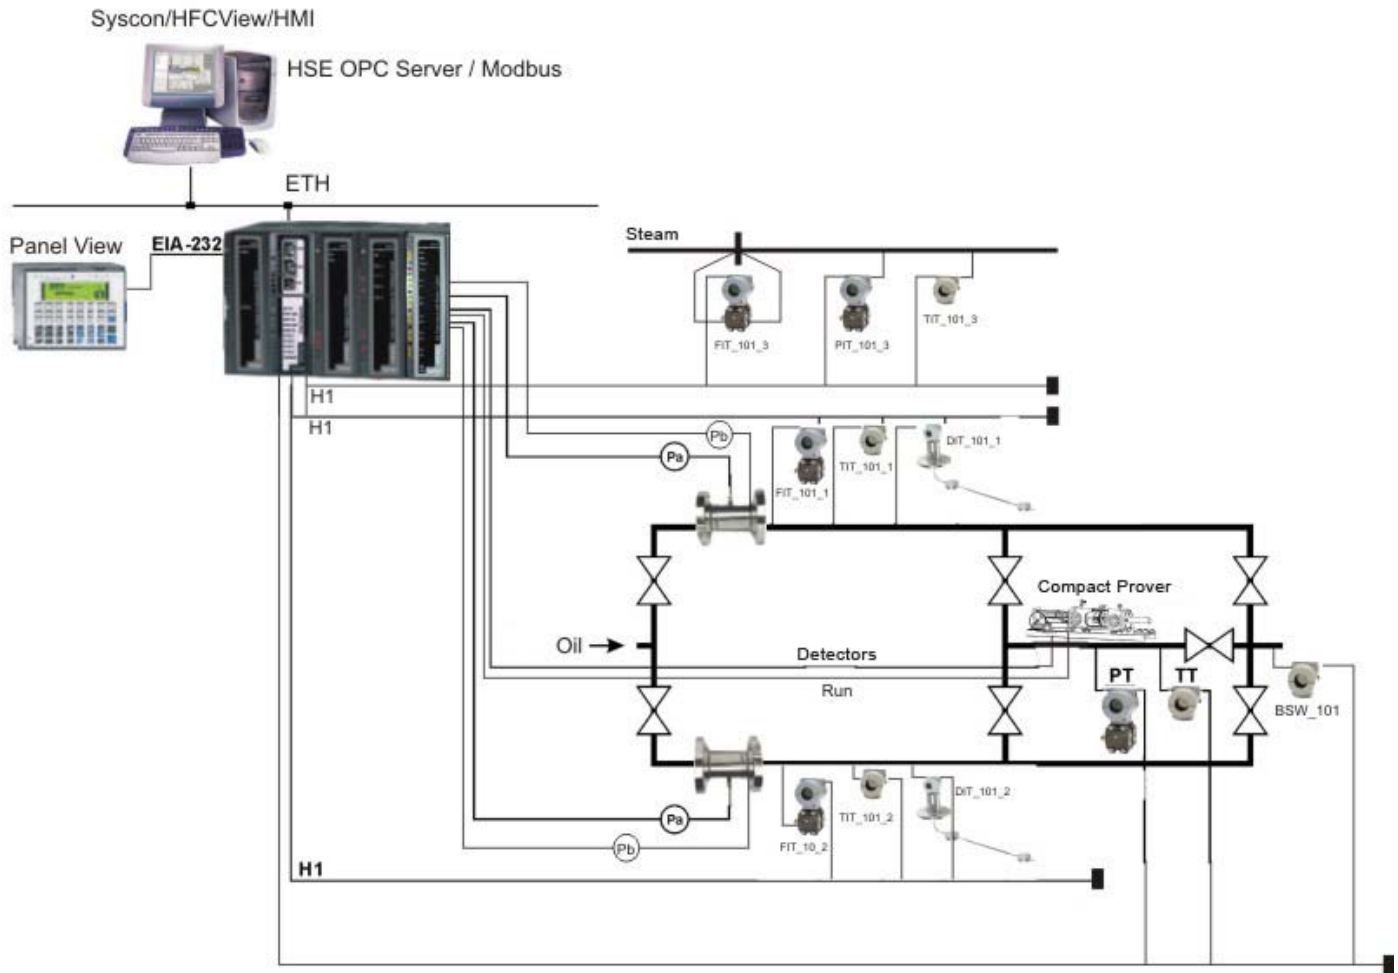 Syscon/HFCView/HMI
HSE OPC Server / Modbus
ETH
Panel View
EIA-232
Steam
FIT_101_3
PIT_101_3
TIT_101_3
H1
H1
Pb
Pa
FIT_101_1
TIT_101_1
DIT_101_1
Compact Prover
Oil
Detectors
Run
PT
TT
BSW_101
Pa
Pb
FIT_10_2
TIT_101_2
DIT_101_2
H1